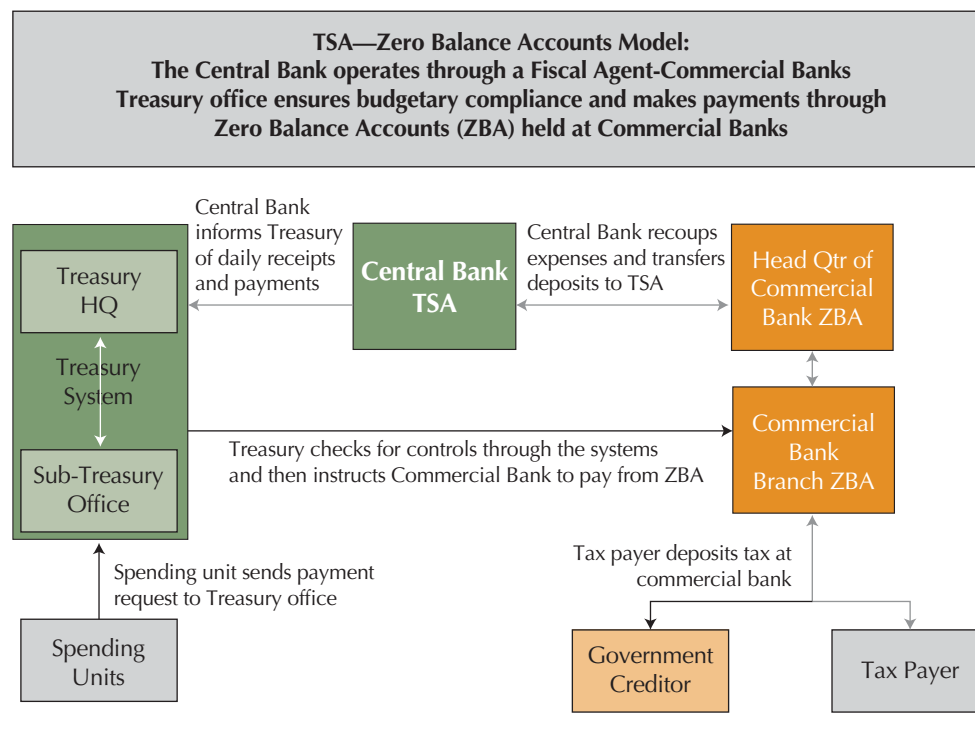 TSA—Zero Balance Accounts Model:
The Central Bank operates through a Fiscal Agent-Commercial Banks
Treasury office ensures budgetary compliance and makes payments through
Zero Balance Accounts (ZBA) held at Commercial Banks
Central Bank
informs Treasury
of daily receipts
and payments
Central Bank recoups
expenses and transfers
deposits to TSA
Treasury
HQ
Central Bank
TSA
Head Qtr of
Commercial
Bank ZBA
Treasury
System
Sub-Treasury
Office
Treasury checks for controls through the systems
and then instructs Commercial Bank to pay from ZBA
Commercial
Bank
Branch ZBA
Spending unit sends payment
request to Treasury office
Tax payer deposits tax at
commercial bank
Spending
Units
Government
Creditor
Tax Payer